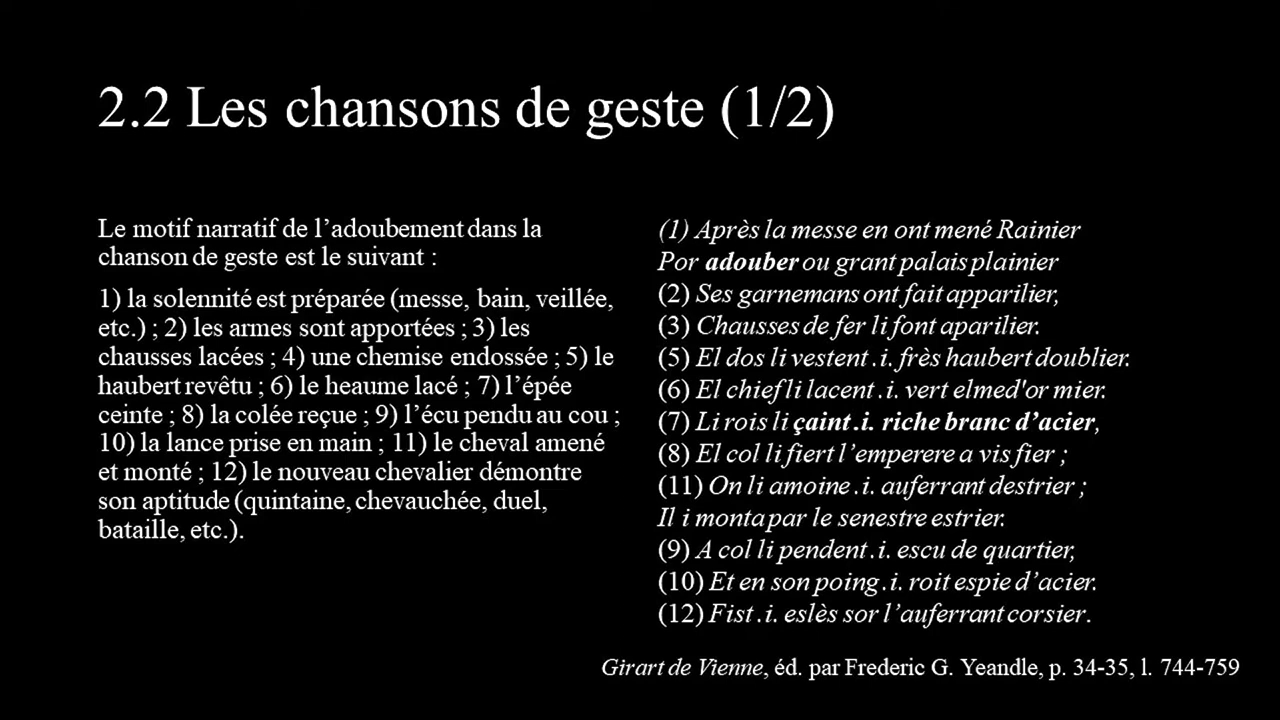 2.2 Les chansons de geste (1/2)
Le motif narratif de l’adoubement dans la
chanson de geste est le suivant :
1) la solennité est préparée (messe, bain, veillée,
etc.) ; 2) les armes sont apportées ; 3) les
chausses lacées ; 4) une chemise endossée ; 5) le
haubert revêtu ; 6) le heaume lacé ; 7) l’épée
ceinte ; 8) la colée reçue ; 9) l’écu pendu au cou ;
10) la lance prise en main ; 11) le cheval amené
et monté ; 12) le nouveau chevalier démontre
son aptitude (quintaine, chevauchée, duel,
bataille, etc.).
(1) Après la messe en ont mené Rainier
Por adouber ou grant palais plainier
(2) Ses garnemans ont fait apparilier,
(3) Chausses de fer li font aparilier.
(5) El dos li vestent .i. frès haubert doublier.
(6) El chief li lacent .i. vert elme d'or mier.
(7) Li rois li çaint .i. riche branc d’acier,
(8) El col li fiert l’emperere a vis fier ;
(11) On li amoine .i. auferrant destrier ;
Il i monta par le senestre estrier.
(9) A col li pendent .i. escu de quartier,
(10) Et en son poing .i. roit espie d’acier.
(12) Fist .i. eslès sor l’auferrant corsier.
Girart de Vienne, éd. par Frederic G. Yeandle, p. 34-35, l. 744-759